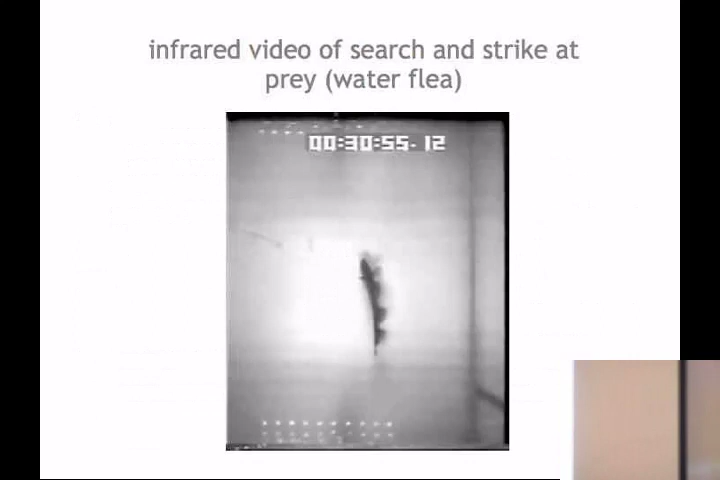 infrared video of search and strike at
prey (water flea)
00:30:55.12